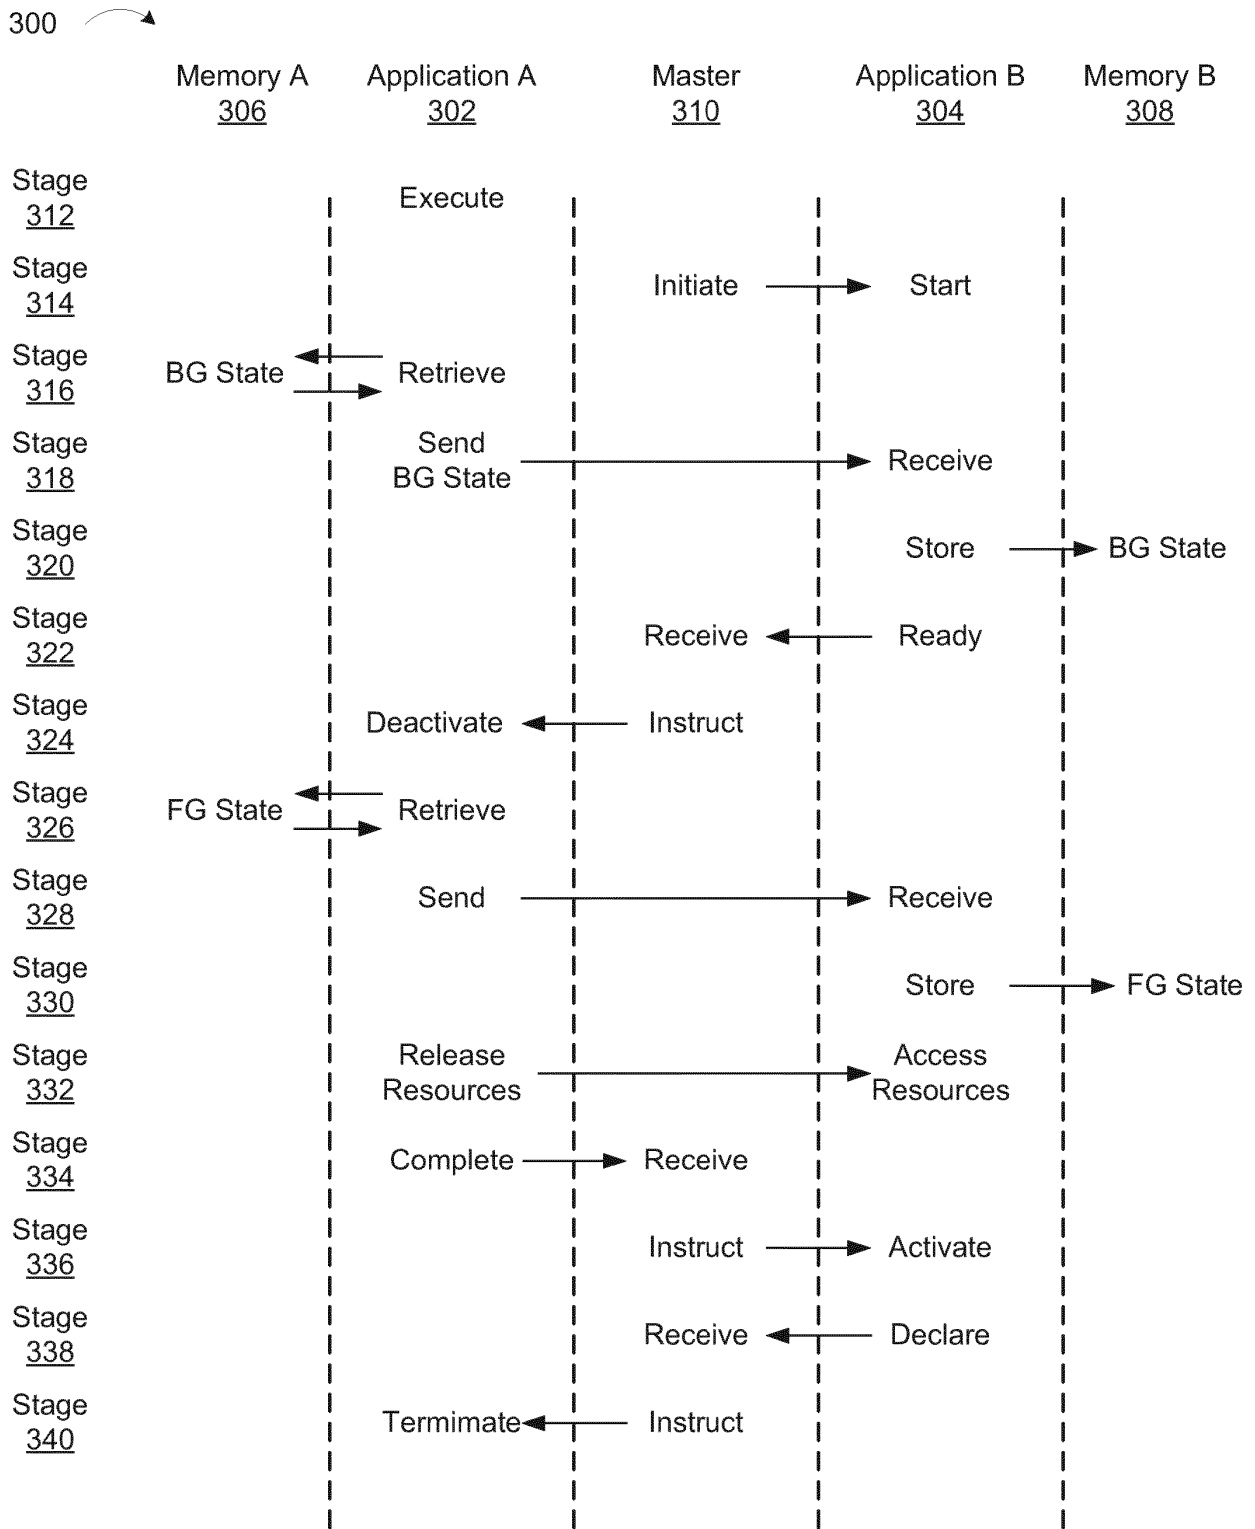 300
Memory A Application A Master Application B Memory B
306 302 310 304 308
Stage
312
Execute
Stage
314
Initiate Start
Stage
316
BG State Retrieve
Stage
318
Send
BG State
Receive
Stage
320
Store BG State
Stage
322
Receive Ready
Stage
324
Deactivate Instruct
Stage
326
FG State Retrieve
Stage
328
Send Receive
Stage
330
Store FG State
Stage
332
Release
Resources
Access
Resources
Stage
334
Complete Receive
Stage
336
Instruct Activate
Stage
338
Receive Declare
Stage
340
Termimate Instruct